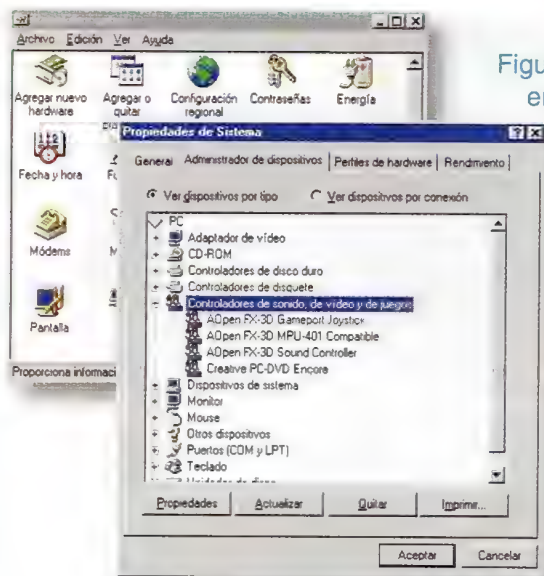 Archivo Edición Ver Ayuda
Agregar nuevo hardware
Agregar o quitar
Configuración regional
Contraseñas
Energía
Fecha y hora
Módems
Pantalla
Proporciona informaci
Figu
en
Propiedades de Sistema
General
Administrador de dispositivos
Perfiles de hardware
Rendimiento
Ver dispositivos por tipo
Ver dispositivos por conexión
PC
Adaptador de vídeo
CD-ROM
Controladores de disco duro
Controladores de disquete
Controladores de sonido, de vídeo y de juegos
AOpen FX-3D Gameport Joystick
AOpen FX-3D MPU-401 Compatible
AOpen FX-3D Sound Controller
Creative PC-DVD Encore
Dispositivos de sistema
Monitor
Mouse
Otros dispositivos
Puertos (COM y LPT)
Teclado
Propiedades
Actualizar
Quitar
Imprimir...
Aceptar
Cancelar